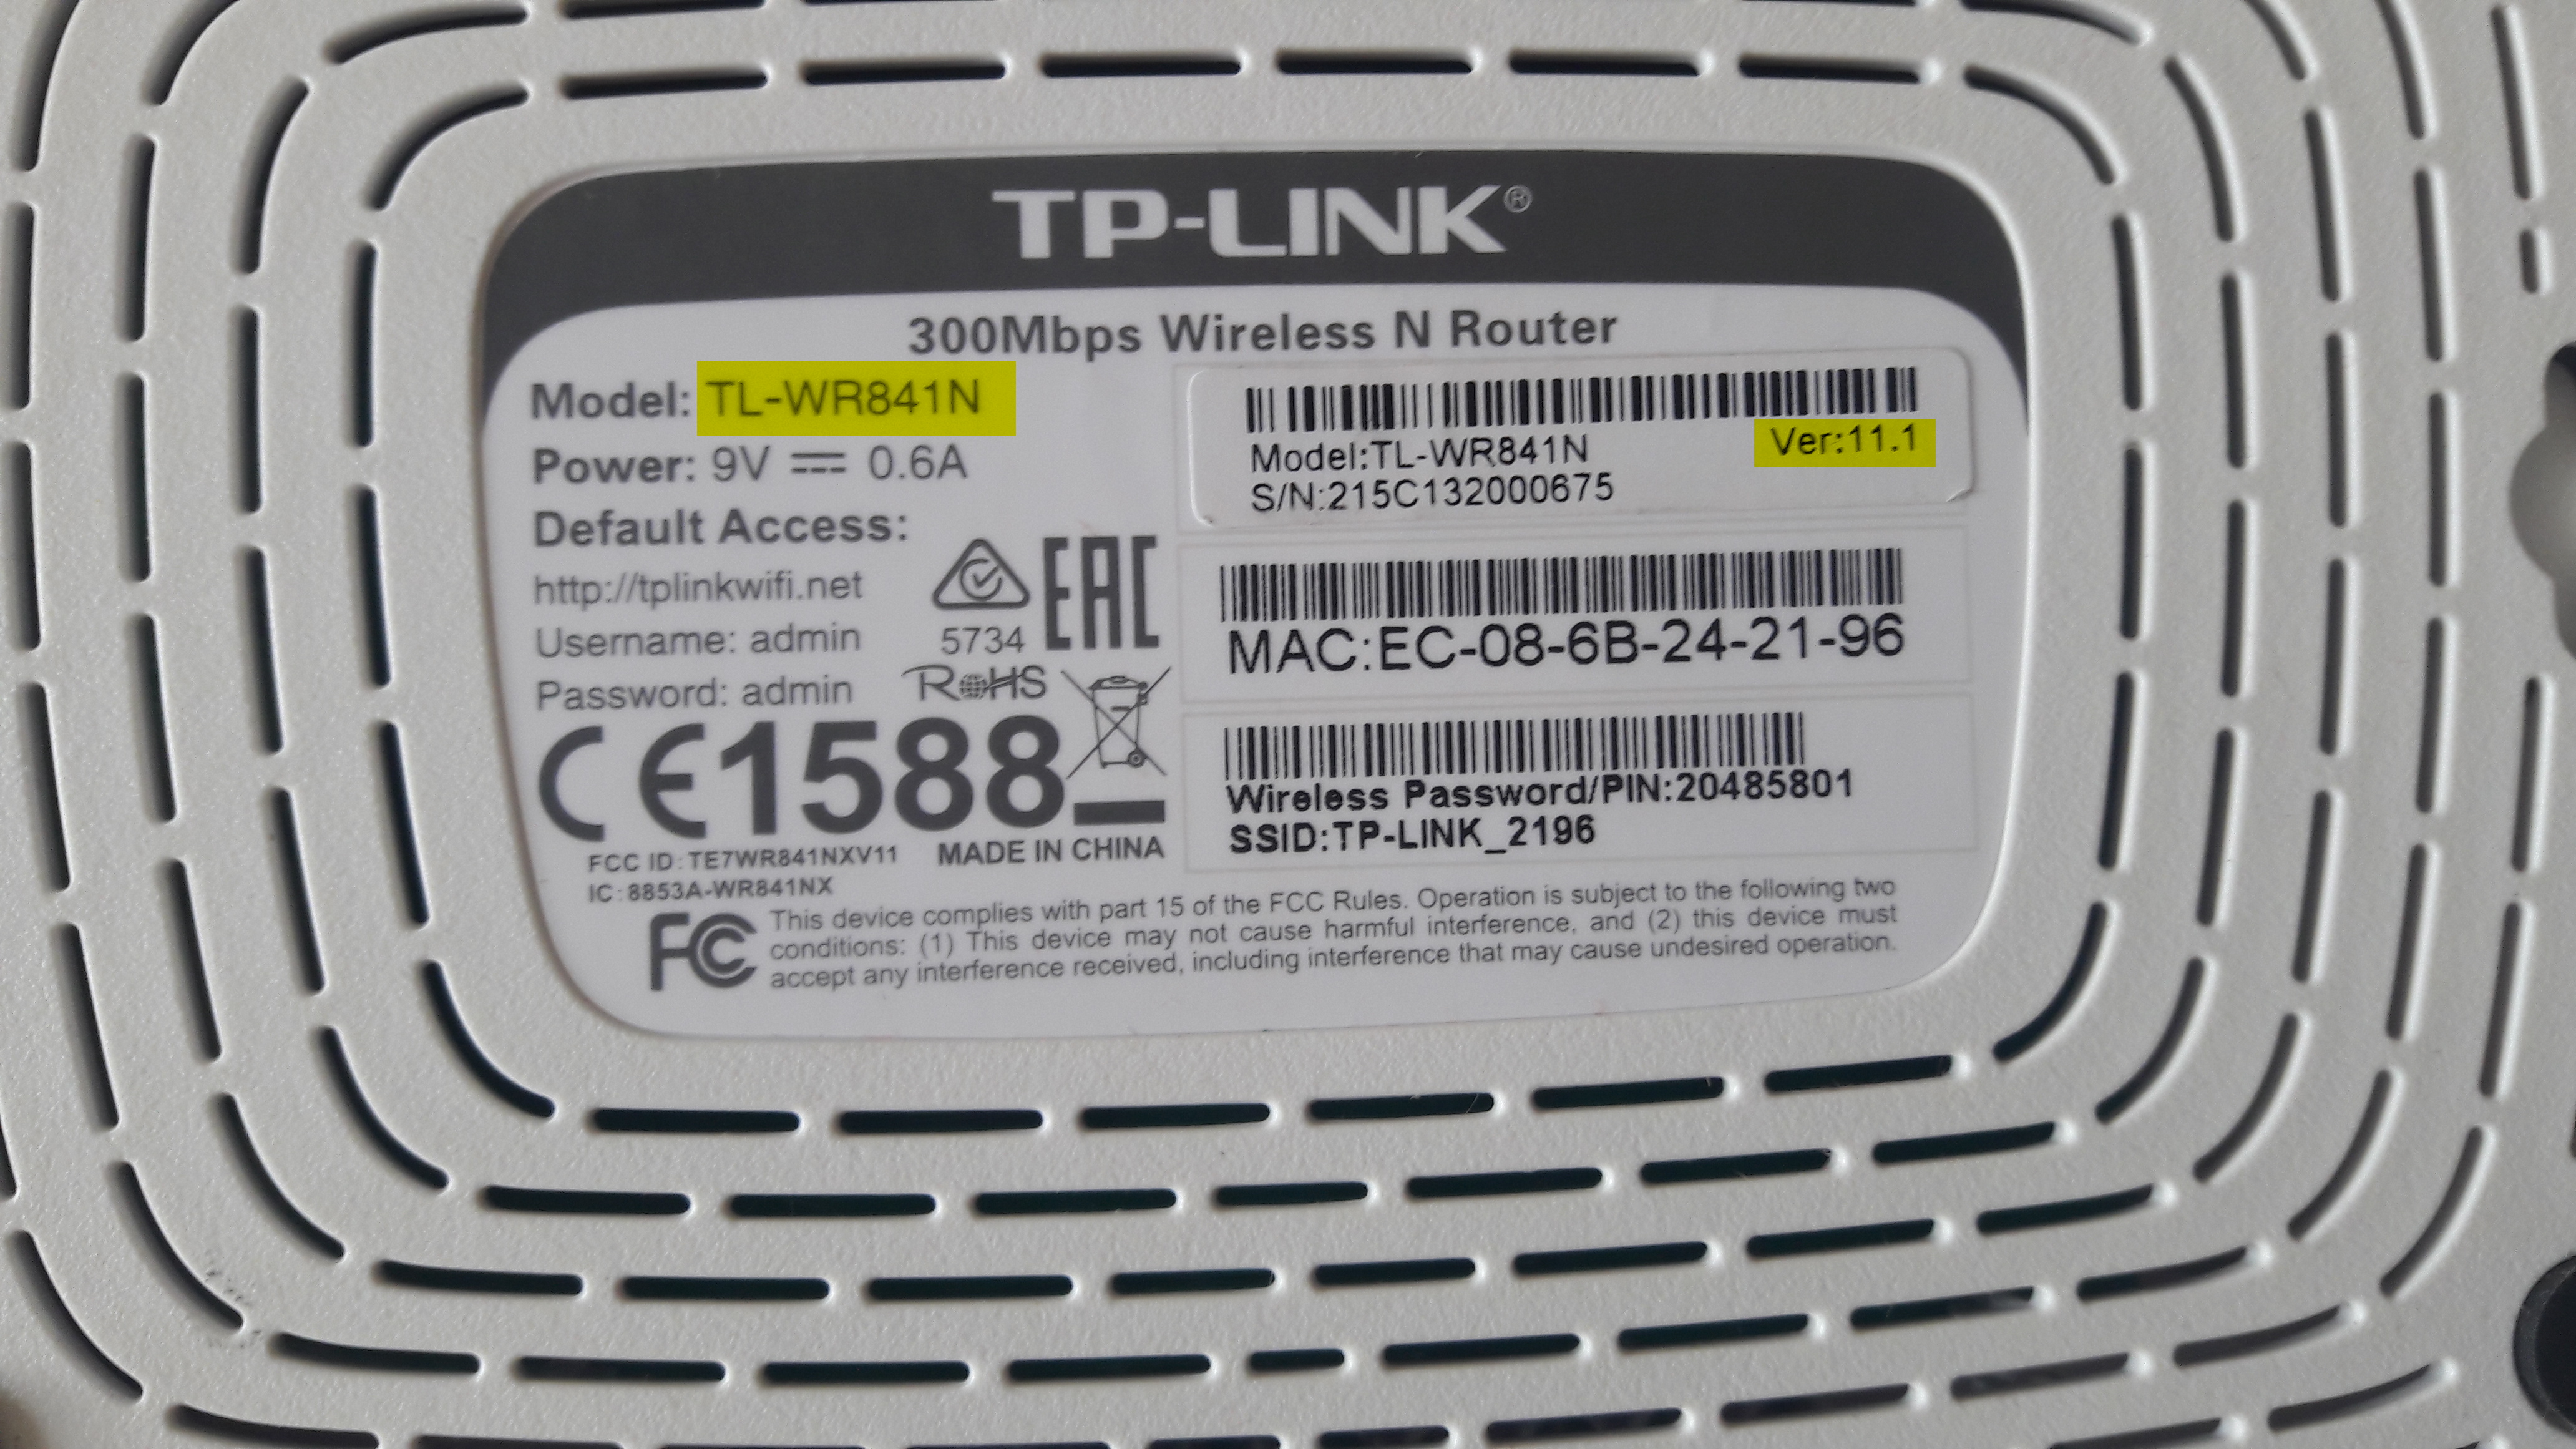 TP-LINK®
300Mbps Wireless N Router
Model: TL-WR841N
Power: 9V ⎓ 0.6A
Default Access:
http://tplinkwifi.net
Username: admin
Password: admin
5734
EAC
RoHS
CE1588
FCC ID: TE7WR841NXV11
IC: 8853A-WR841NX
MADE IN CHINA
Model:TL-WR841N
Ver:11.1
S/N:215C132000675
MAC:EC-08-6B-24-21-96
Wireless Password/PIN:20485801
SSID:TP-LINK_2196
FC
This device complies with part 15 of the FCC Rules. Operation is subject to the following two
conditions: (1) This device may not cause harmful interference, and (2) this device must
accept any interference received, including interference that may cause undesired operation.